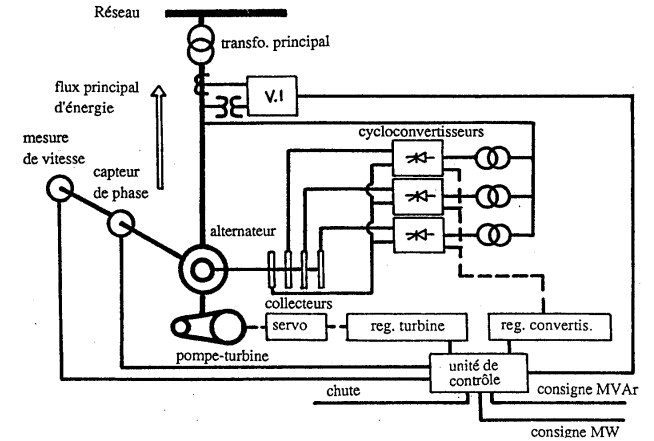 Réseau
transfo. principal
flux principal
d'énergie
V.I
mesure
de vitesse
capteur
de phase
cycloconvertisseurs
alternateur
collecteurs
pompe-turbine
servo
reg. turbine
reg. convertis.
unité de
contrôle
chute
consigne MVAr
consigne MW